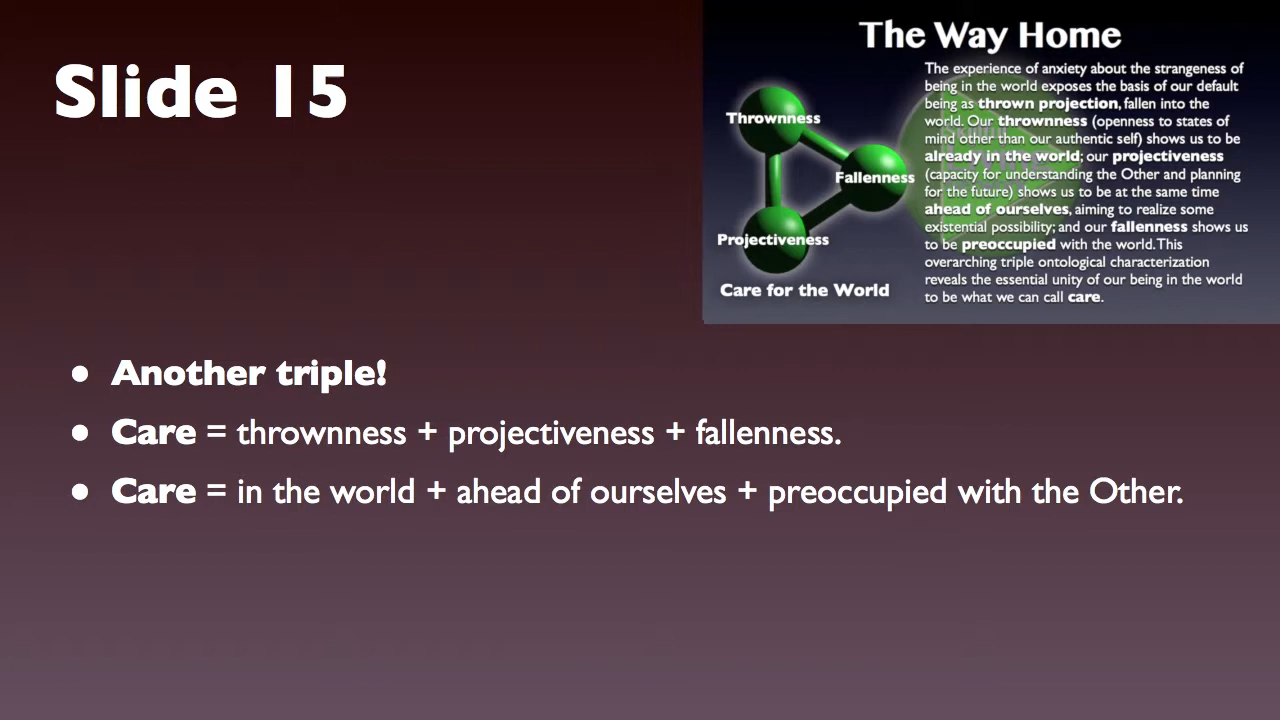 Slide 15
The Way Home
Thrownness
Fallenness
Projectiveness
Care for the World
The experience of anxiety about the strangeness of
being in the world exposes the basis of our default
being as thrown projection, fallen into the
world. Our thrownness (openness to states of
mind other than our authentic self) shows us to be
already in the world; our projectiveness
(capacity for understanding the Other and planning
for the future) shows us to be at the same time
ahead of ourselves, aiming to realize some
existential possibility; and our fallenness shows us
to be preoccupied with the world. This
overarching triple ontological characterization
reveals the essential unity of our being in the world
to be what we can call care.
• Another triple!
• Care = thrownness + projectiveness + fallenness.
• Care = in the world + ahead of ourselves + preoccupied with the Other.